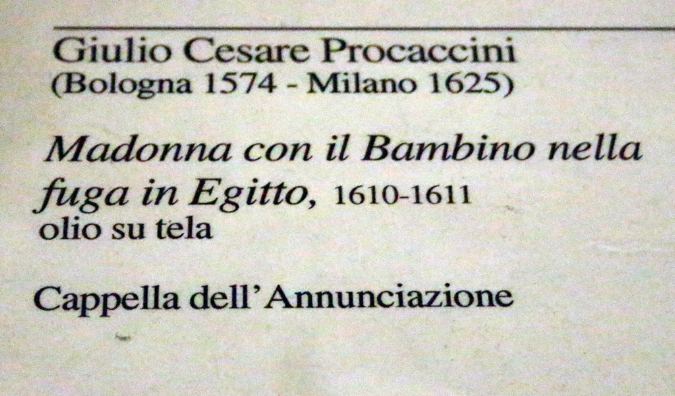 Giulio Cesare Procaccini
(Bologna 1574 - Milano 1625)
Madonna con il Bambino nella
fuga in Egitto, 1610-1611
olio su tela
Cappella dell'Annunciazione